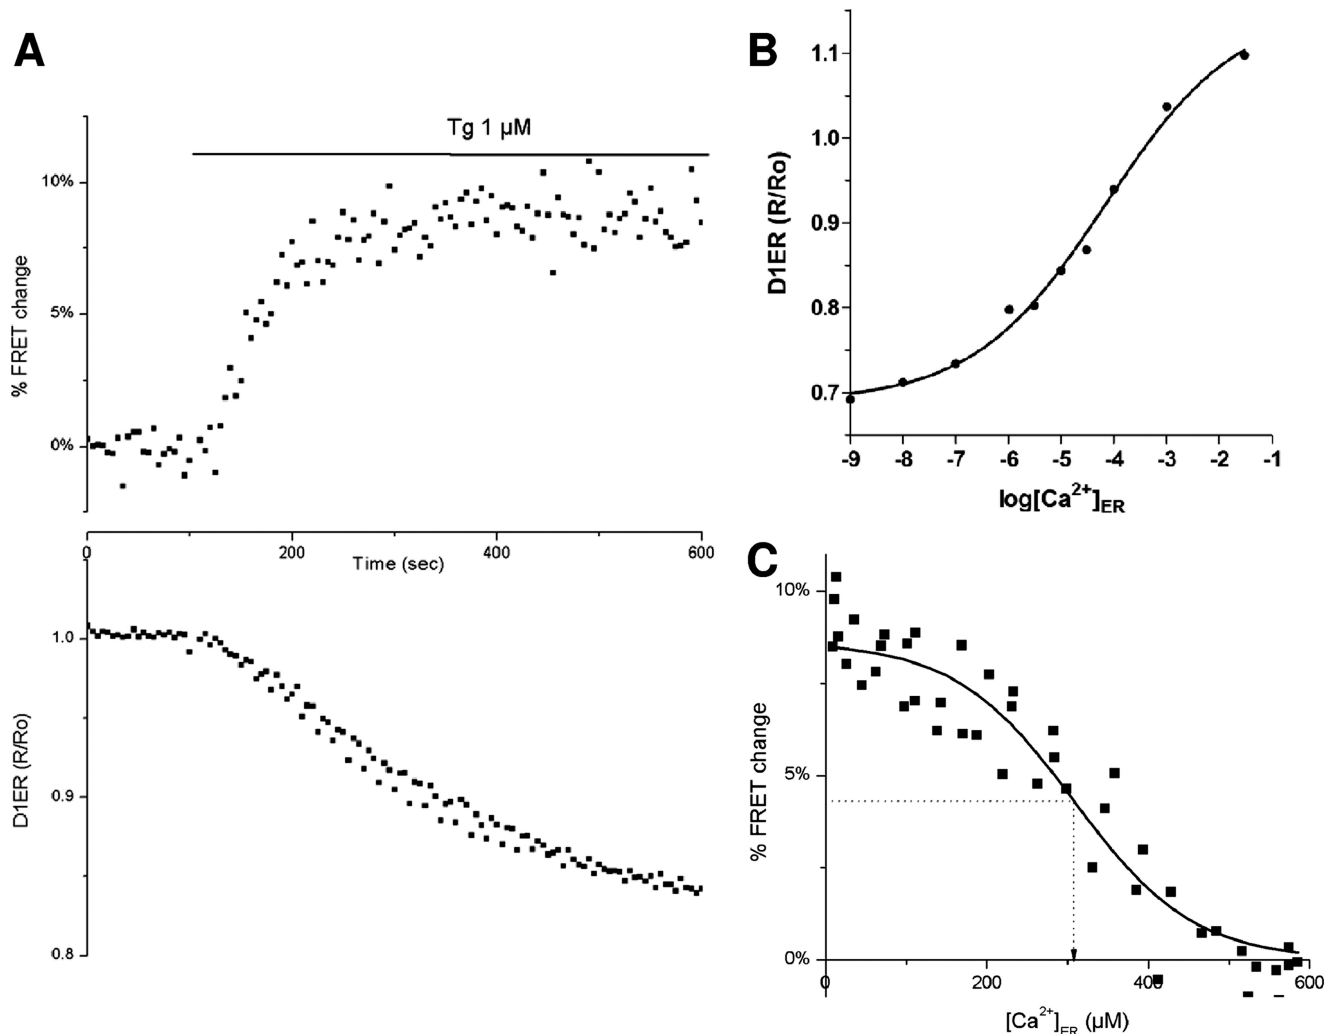 A
Tg 1 µM
10%
5%
0%
% FRET change
0
200
400
600
Time (sec)
1.0
0.9
0.8
D1ER (R/Ro)
B
1.1
1.0
0.9
0.8
0.7
D1ER (R/Ro)
-9 -8 -7 -6 -5 -4 -3 -2 -1
log[Ca2+]ER
C
10%
5%
0%
% FRET change
0 200 400 600
[Ca2+]ER (µM)